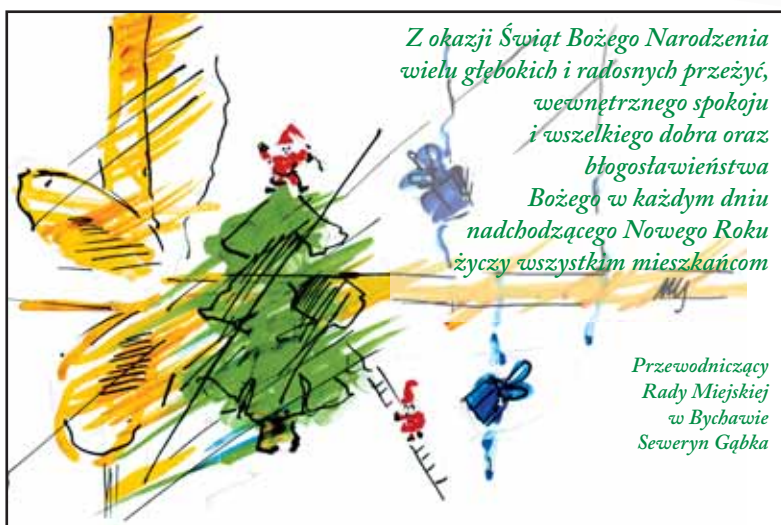 Z okazji Świąt Bożego Narodzenia
wielu głębokich i radosnych przeżyć,
wewnętrznego spokoju
i wszelkiego dobra oraz
błogosławieństwa
Bożego w każdym dniu
nadchodzącego Nowego Roku
życzy wszystkim mieszkańcom
Przewodniczący
Rady Miejskiej
w Bychawie
Seweryn Gąbka